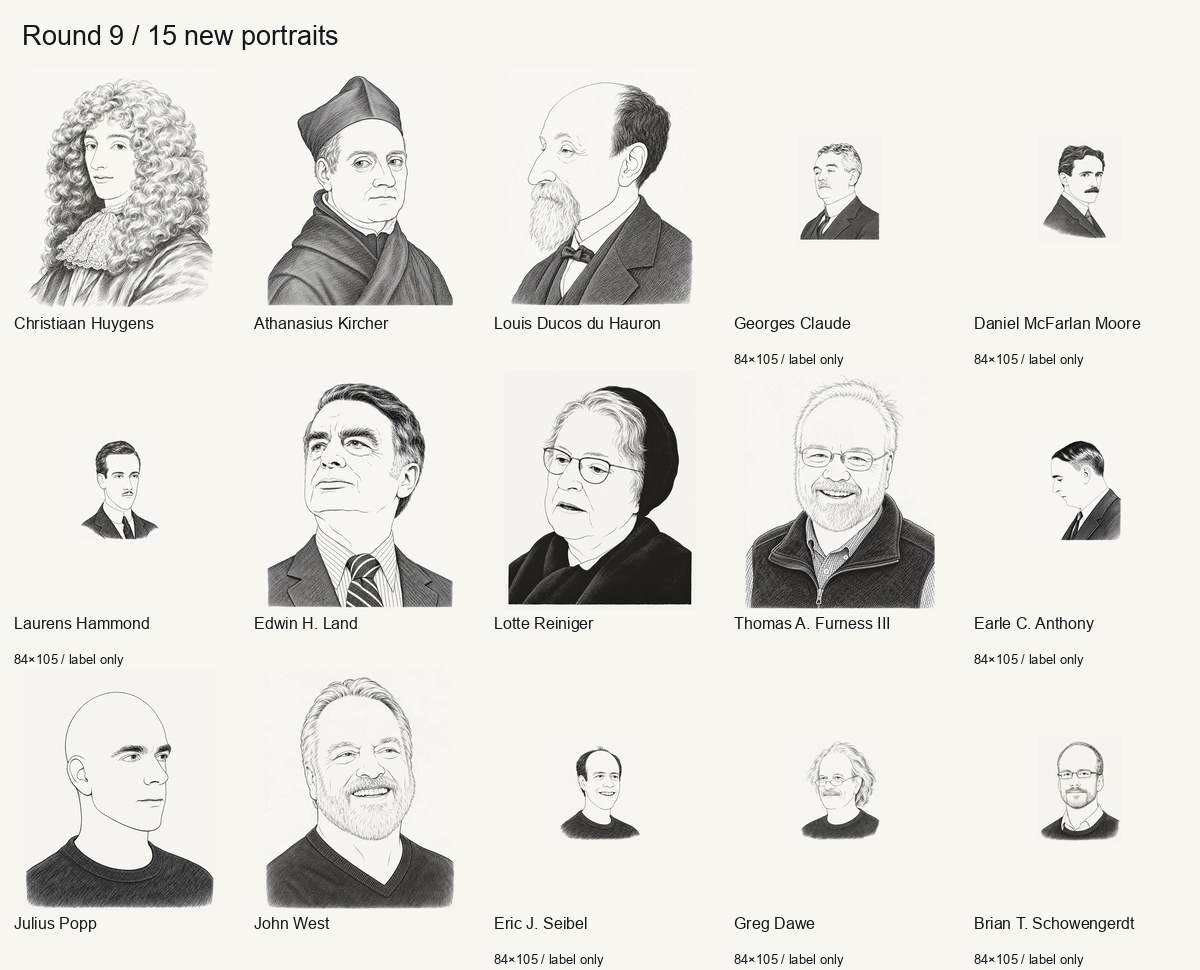 Round 9 / 15 new portraits
Christiaan Huygens
Athanasius Kircher
Louis Ducos du Hauron
Georges Claude
84×105 / label only
Daniel McFarlan Moore
84×105 / label only
Laurens Hammond
84×105 / label only
Edwin H. Land
Lotte Reiniger
Thomas A. Furness III
Earle C. Anthony
84×105 / label only
Julius Popp
John West
Eric J. Seibel
84×105 / label only
Greg Dawe
84×105 / label only
Brian T. Schowengerdt
84×105 / label only